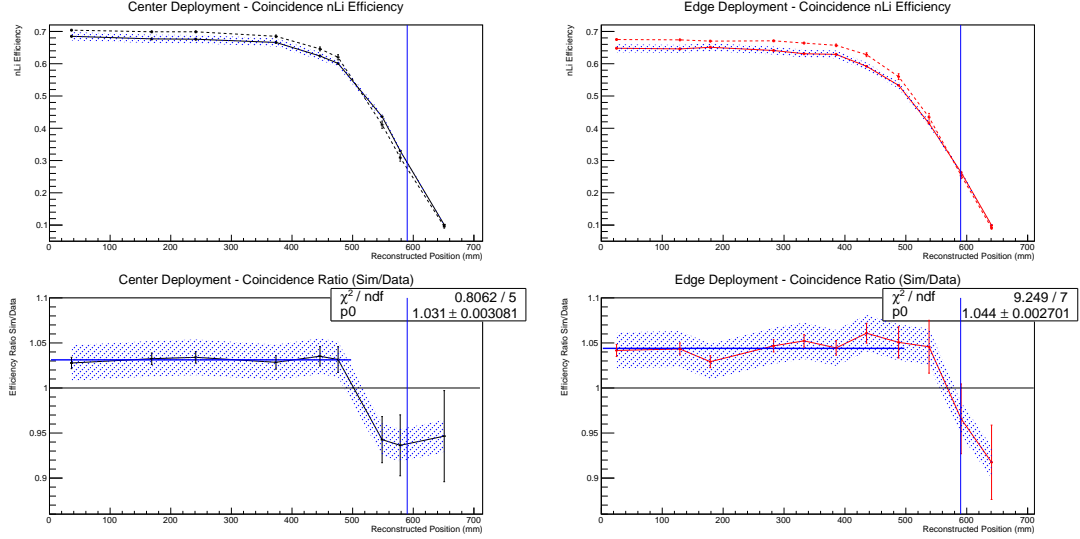 Center Deployment - Coincidence nLi Efficiency
nLi Efficiency
0.7
0.6
0.5
0.4
0.3
0.2
0.1
0 100 200 300 400 500 600 700
Reconstructed Position (mm)
Edge Deployment - Coincidence nLi Efficiency
nLi Efficiency
0.7
0.6
0.5
0.4
0.3
0.2
0.1
0 100 200 300 400 500 600 700
Reconstructed Position (mm)
Center Deployment - Coincidence Ratio (Sim/Data)
χ² / ndf 0.8062 / 5
p0 1.031 ± 0.003081
Efficiency Ratio Sim/Data
1.1
1.05
1
0.95
0.9
0 100 200 300 400 500 600 700
Reconstructed Position (mm)
Edge Deployment - Coincidence Ratio (Sim/Data)
χ² / ndf 9.249 / 7
p0 1.044 ± 0.002701
Efficiency Ratio Sim/Data
1.1
1.05
1
0.95
0.9
0 100 200 300 400 500 600 700
Reconstructed Position (mm)